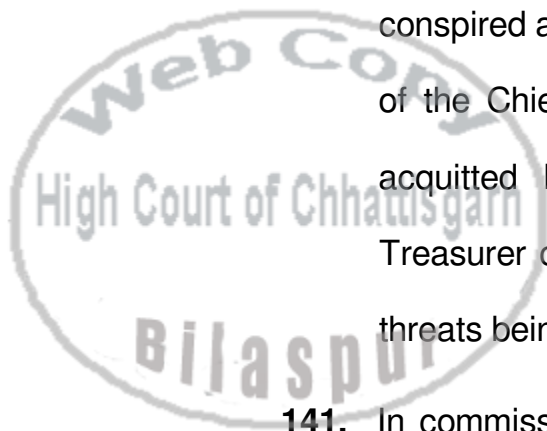 conspired a
Web Copy
of the Chie
High Court of Chhattisgarh
acquitted
Treasurer
threats bein
Bilaspur
141. In commiss